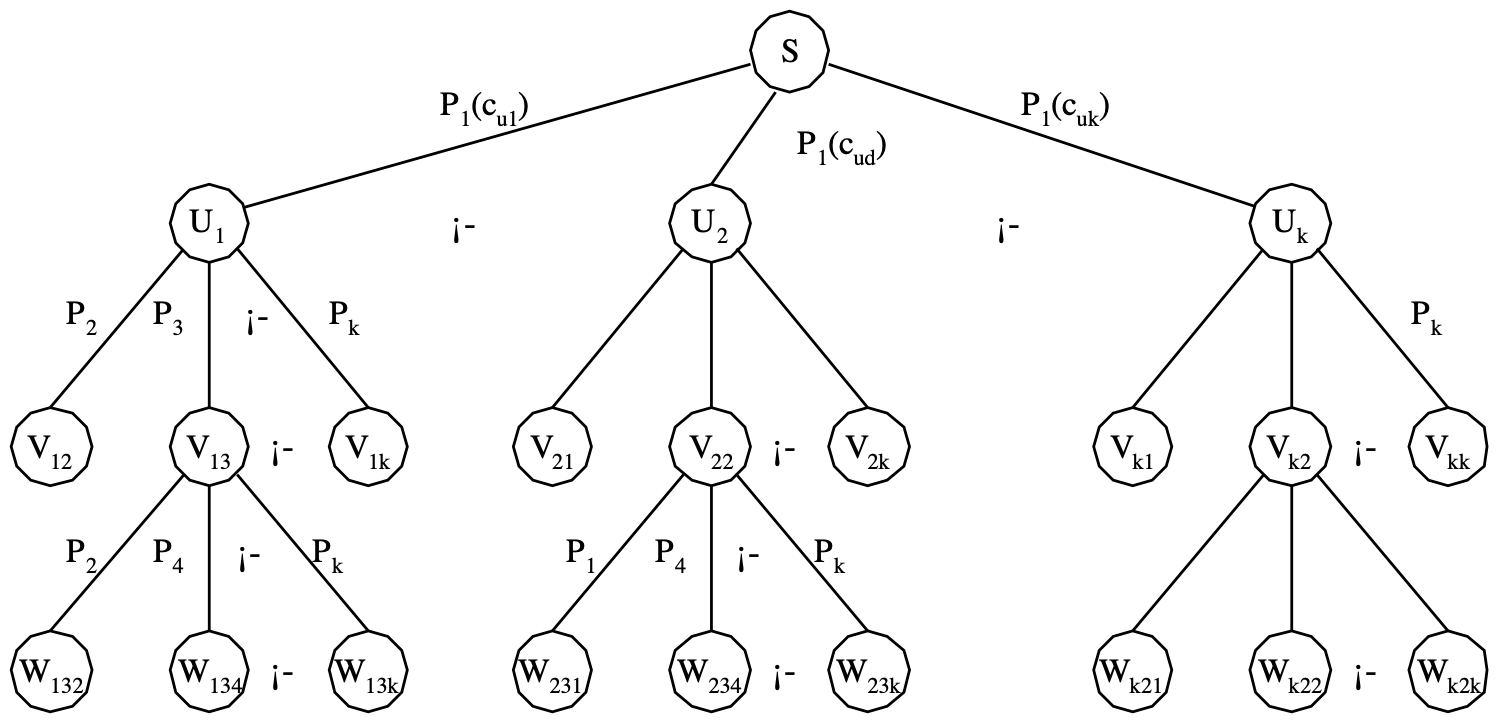 S
P1(cu1) P1(cuk)
P1(cud)
U1 ¡- U2 ¡- Uk
P2 P3 ¡- Pk Pk
V12 V13 ¡- V1k V21 V22 ¡- V2k Vk1 Vk2 ¡- Vkk
P2 P4 ¡- Pk P1 P4 ¡- Pk
W132 W134 ¡- W13k W231 W234 ¡- W23k Wk21 Wk22 ¡- Wk2k